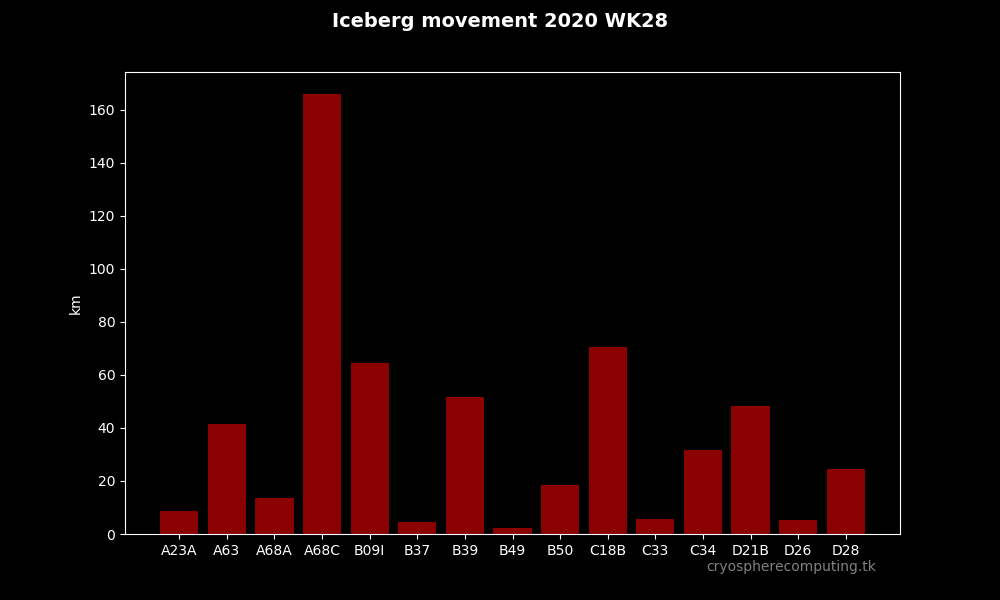 Iceberg movement 2020 WK28
160
140
120
100
80
60
40
20
0
km
A23A A63 A68A A68C B09I B37 B39 B49 B50 C18B C33 C34 D21B D26 D28
cryospherecomputing.tk